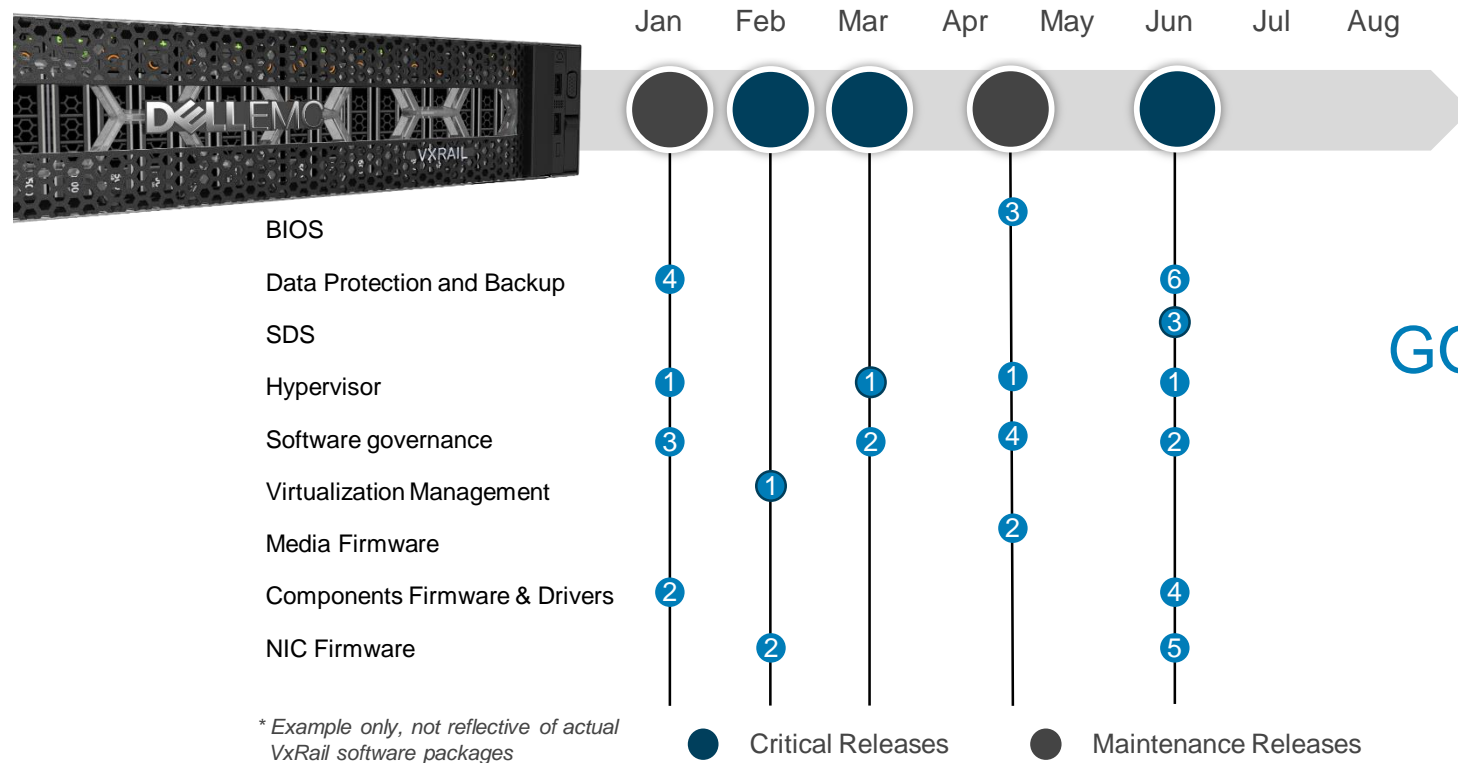 Jan Feb Mar Apr May Jun Jul Aug
DELLEMC
VXRAIL
BIOS 3
Data Protection and Backup 4 6
SDS 3
Hypervisor 1 1 1 1
Software governance 3 2 4 2
Virtualization Management 1
Media Firmware 2
Components Firmware & Drivers 2 4
NIC Firmware 2 5
* Example only, not reflective of actual
VxRail software packages
Critical Releases Maintenance Releases